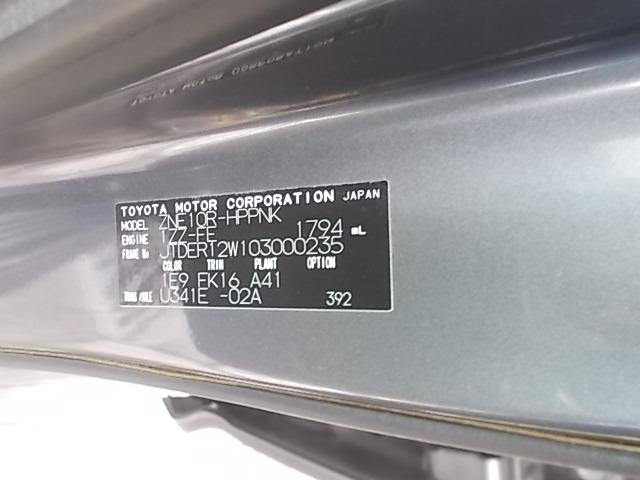 TOYOTA MOTOR CORPORATION JAPAN
MODEL ZNE10R-HPPNK
ENGINE 1ZZ-FE 1794 mL
FRAME No JTDERT2W103000235
COLOR TRIM PLANT OPTION
1E9 FK16 A41
TRANS/AXLE U341E -02A 392